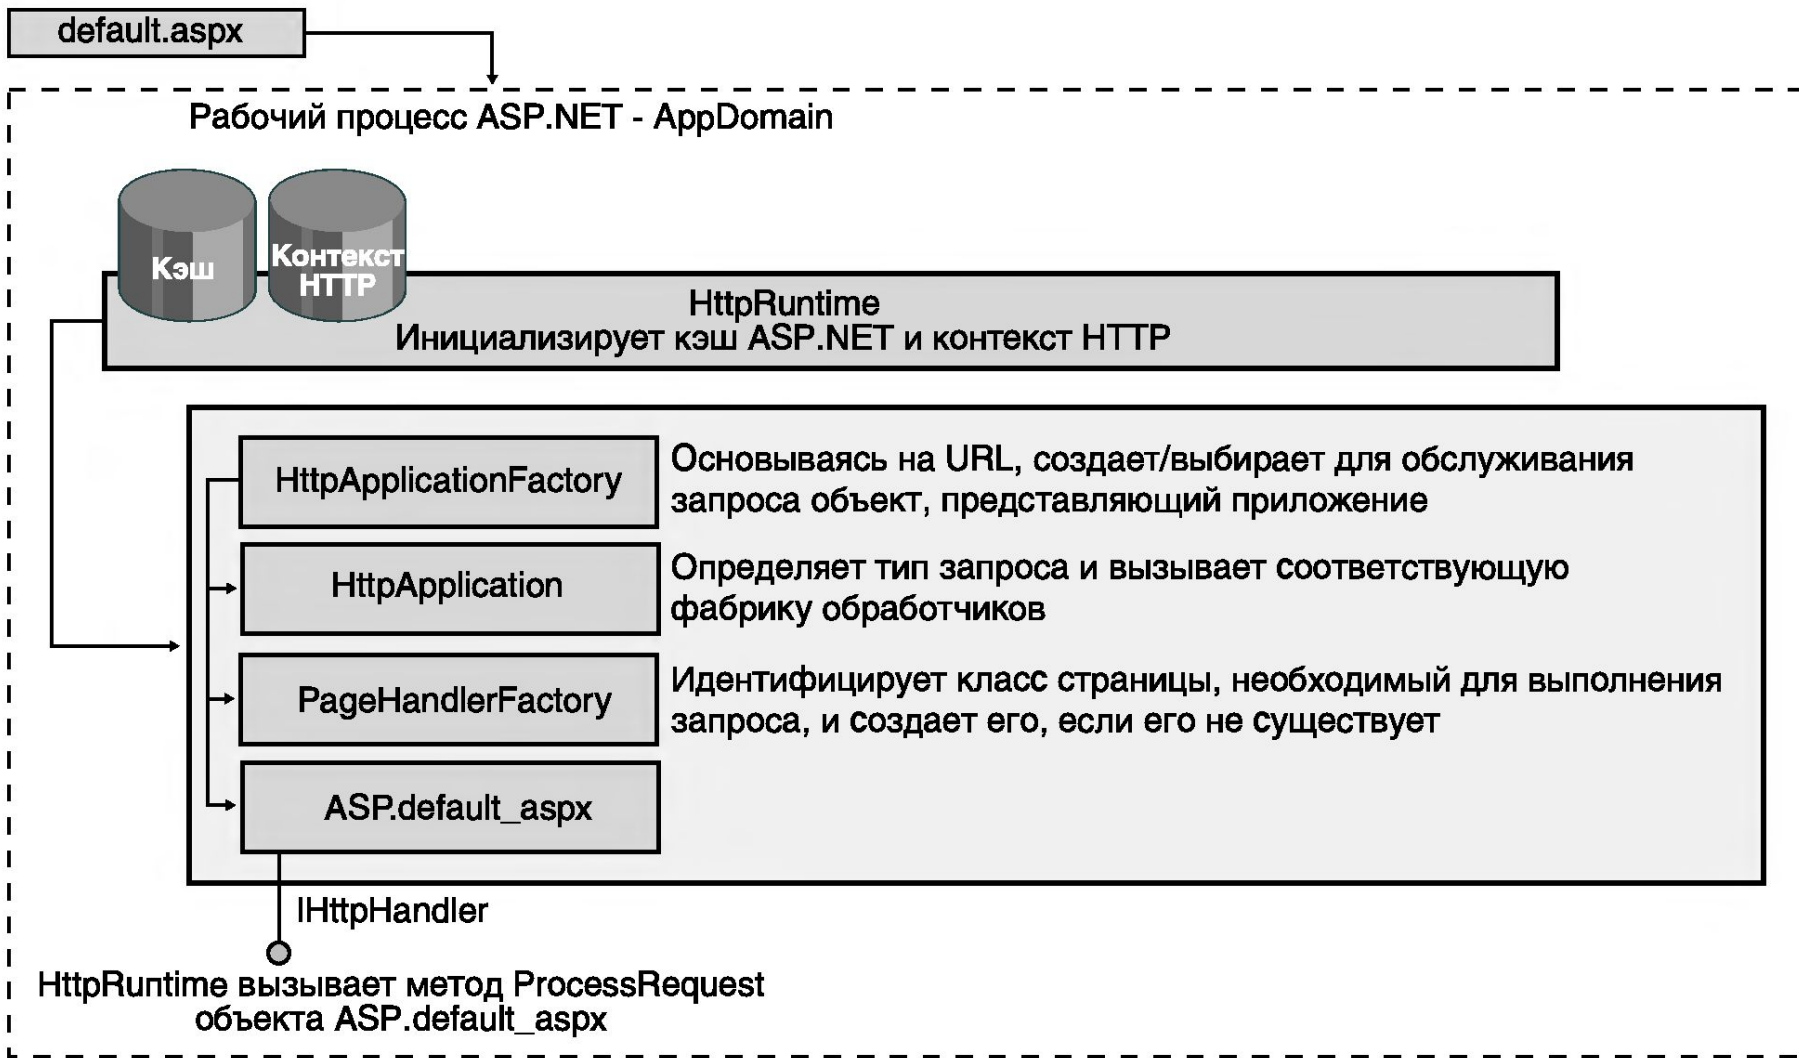 default.aspx
Рабочий процесс ASP.NET - AppDomain
Кэш
Контекст
HTTP
HttpRuntime
Инициализирует кэш ASP.NET и контекст HTTP
HttpApplicationFactory
Основываясь на URL, создает/выбирает для обслуживания
запроса объект, представляющий приложение
HttpApplication
Определяет тип запроса и вызывает соответствующую
фабрику обработчиков
PageHandlerFactory
Идентифицирует класс страницы, необходимый для выполнения
запроса, и создает его, если его не существует
ASP.default_aspx
IHttpHandler
HttpRuntime вызывает метод ProcessRequest
объекта ASP.default_aspx